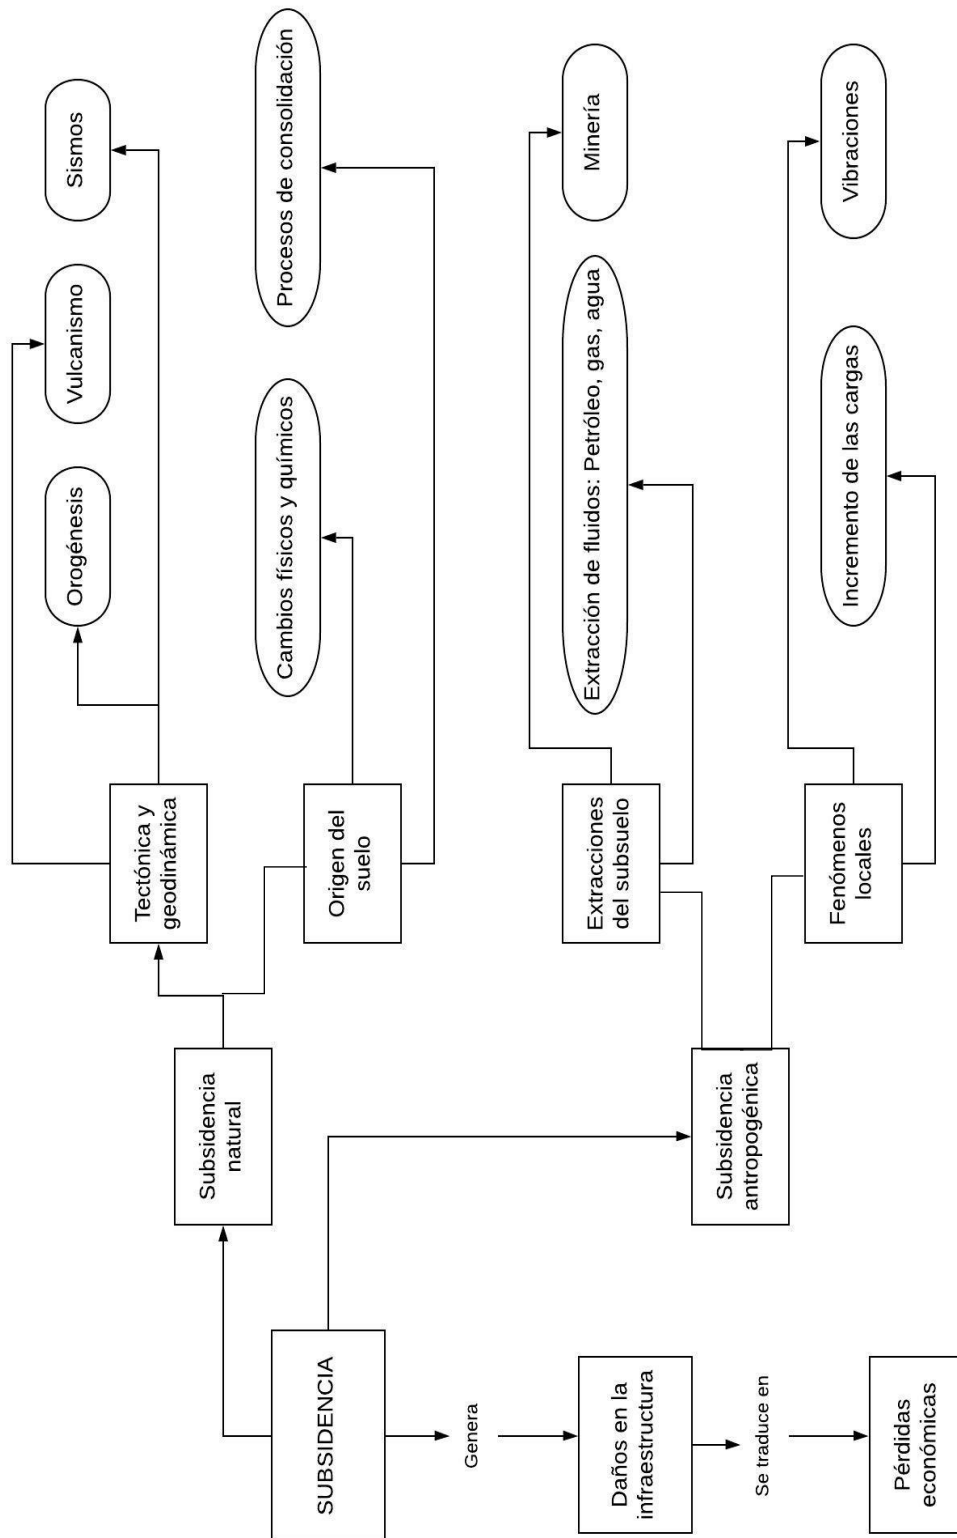 SUBSIDENCIA
Subsidencia
natural
Tectónica y
geodinámica
Orogénesis
Vulcanismo
Sismos
Origen del
suelo
Cambios físicos y químicos
Procesos de consolidación
Genera
Daños en la
infraestructura
Se traduce en
Pérdidas
económicas
Subsidencia
antropogénica
Extracciones
del subsuelo
Extracción de fluidos: Petróleo, gas, agua
Minería
Fenómenos
locales
Incremento de las cargas
Vibraciones